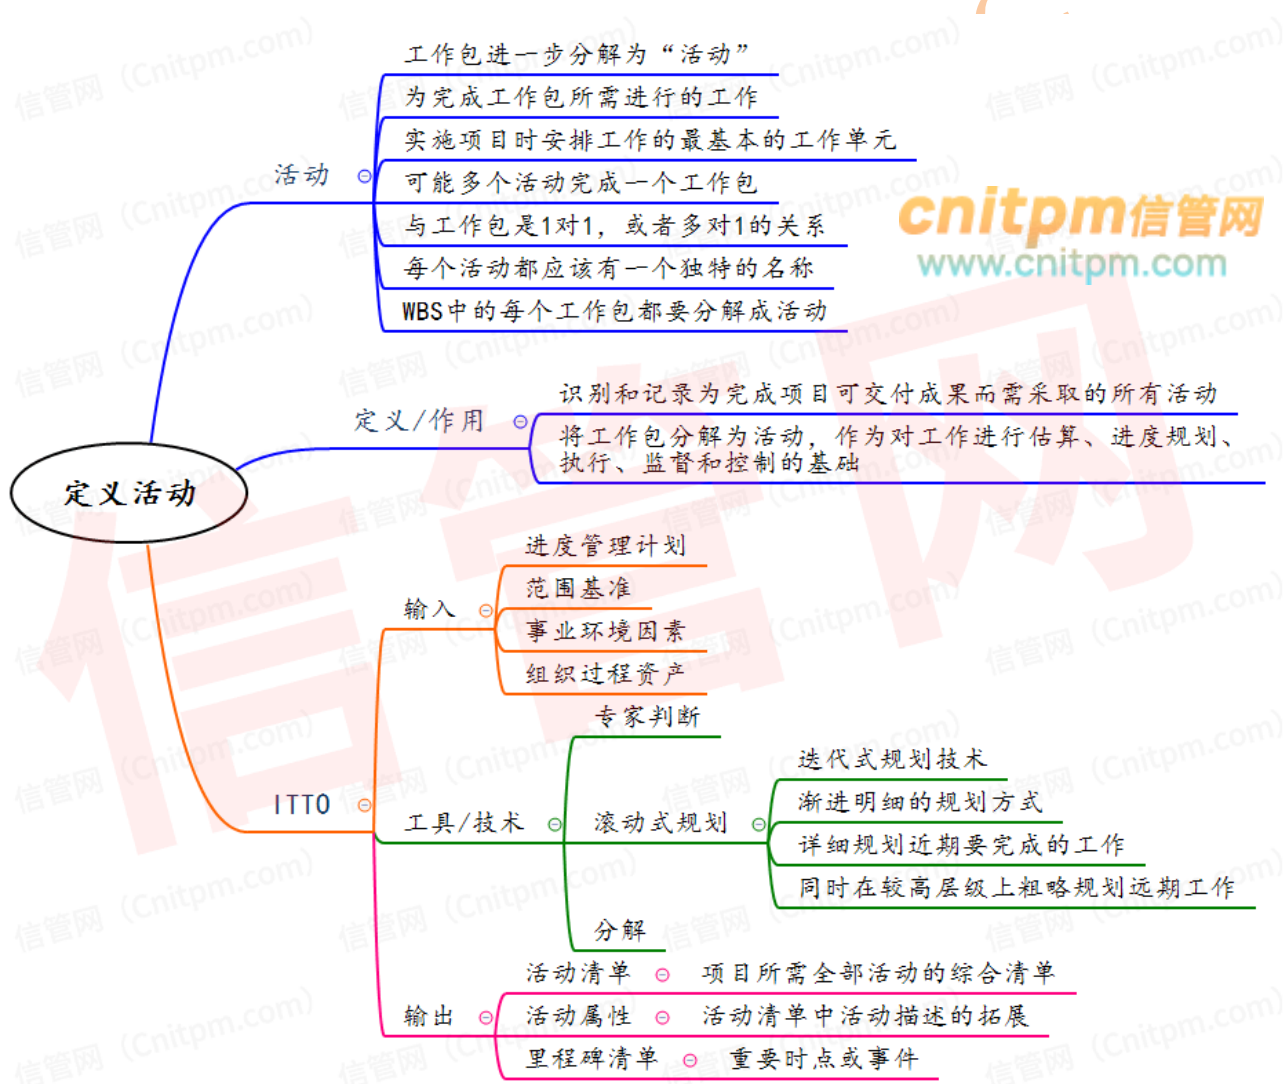 工作包进一步分解为“活动”
为完成工作包所需进行的工作
实施项目时安排工作的最基本的工作单元
活动
可能多个活动完成一个工作包
与工作包是1对1，或者多对1的关系
每个活动都应该有一个独特的名称
WBS中的每个工作包都要分解成活动
cnitpm信管网
www.cnitpm.com
定义/作用
识别和记录为完成项目可交付成果而需采取的所有活动
将工作包分解为活动，作为对工作进行估算、进度规划、
执行、监督和控制的基础
定义活动
ITTO
输入
进度管理计划
范围基准
事业环境因素
组织过程资产
工具/技术
专家判断
滚动式规划
迭代式规划技术
渐进明细的规划方式
详细规划近期要完成的工作
同时在较高层级上粗略规划远期工作
分解
输出
活动清单
项目所需全部活动的综合清单
活动属性
活动清单中活动描述的拓展
里程碑清单
重要时点或事件
信管网
信管网（Cnitpm.com）